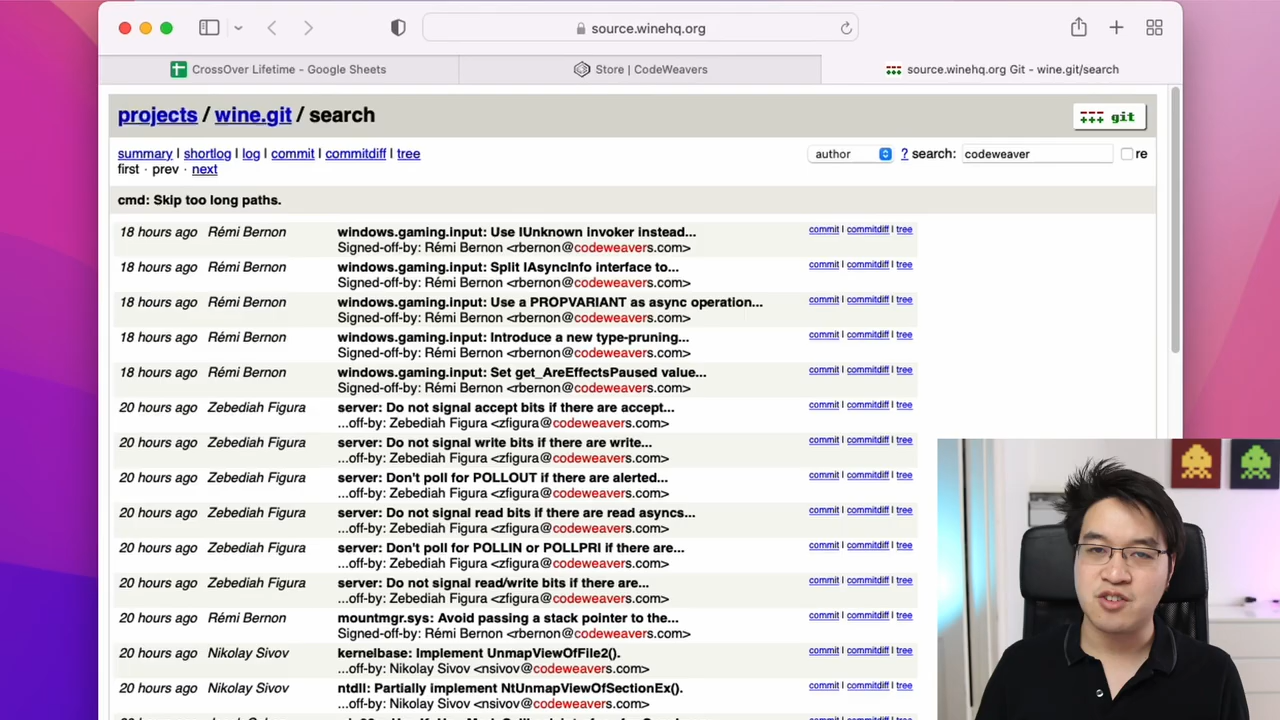 source.winehq.org
CrossOver Lifetime - Google Sheets
Store | CodeWeavers
source.winehq.org Git - wine.git/search
projects / wine.git / search
git
summary | shortlog | log | commit | commitdiff | tree
author ? search: codeweaver re
first · prev · next
cmd: Skip too long paths.
18 hours ago Rémi Bernon windows.gaming.input: Use IUnknown invoker instead... commit | commitdiff | tree
Signed-off-by: Rémi Bernon <rbernon@codeweavers.com>
18 hours ago Rémi Bernon windows.gaming.input: Split IAsyncInfo interface to... commit | commitdiff | tree
Signed-off-by: Rémi Bernon <rbernon@codeweavers.com>
18 hours ago Rémi Bernon windows.gaming.input: Use a PROPVARIANT as async operation... commit | commitdiff | tree
Signed-off-by: Rémi Bernon <rbernon@codeweavers.com>
18 hours ago Rémi Bernon windows.gaming.input: Introduce a new type-pruning... commit | commitdiff | tree
Signed-off-by: Rémi Bernon <rbernon@codeweavers.com>
18 hours ago Rémi Bernon windows.gaming.input: Set get_AreEffectsPaused value... commit | commitdiff | tree
Signed-off-by: Rémi Bernon <rbernon@codeweavers.com>
20 hours ago Zebediah Figura server: Do not signal accept bits if there are accept... commit | commitdiff | tree
...off-by: Zebediah Figura <zfigura@codeweavers.com>
20 hours ago Zebediah Figura server: Do not signal write bits if there are write... commit | commitdiff | tree
...off-by: Zebediah Figura <zfigura@codeweavers.com>
20 hours ago Zebediah Figura server: Don't poll for POLLOUT if there are alerted... commit | commitdiff | tree
...off-by: Zebediah Figura <zfigura@codeweavers.com>
20 hours ago Zebediah Figura server: Do not signal read bits if there are read asyncs... commit | commitdiff | tree
...off-by: Zebediah Figura <zfigura@codeweavers.com>
20 hours ago Zebediah Figura server: Don't poll for POLLIN or POLLPRI if there are... commit | commitdiff | tree
...off-by: Zebediah Figura <zfigura@codeweavers.com>
20 hours ago Zebediah Figura server: Do not signal read/write bits if there are... commit | commitdiff | tree
...off-by: Zebediah Figura <zfigura@codeweavers.com>
20 hours ago Rémi Bernon mountmgr.sys: Avoid passing a stack pointer to the... commit | commitdiff | tree
Signed-off-by: Rémi Bernon <rbernon@codeweavers.com>
20 hours ago Nikolay Sivov kernelbase: Implement UnmapViewOfFile2(). commit | commitdiff | tree
...off-by: Nikolay Sivov <nsivov@codeweavers.com>
20 hours ago Nikolay Sivov ntdll: Partially implement NtUnmapViewOfSectionEx(). commit | commitdiff | tree
...off-by: Nikolay Sivov <nsivov@codeweavers.com>